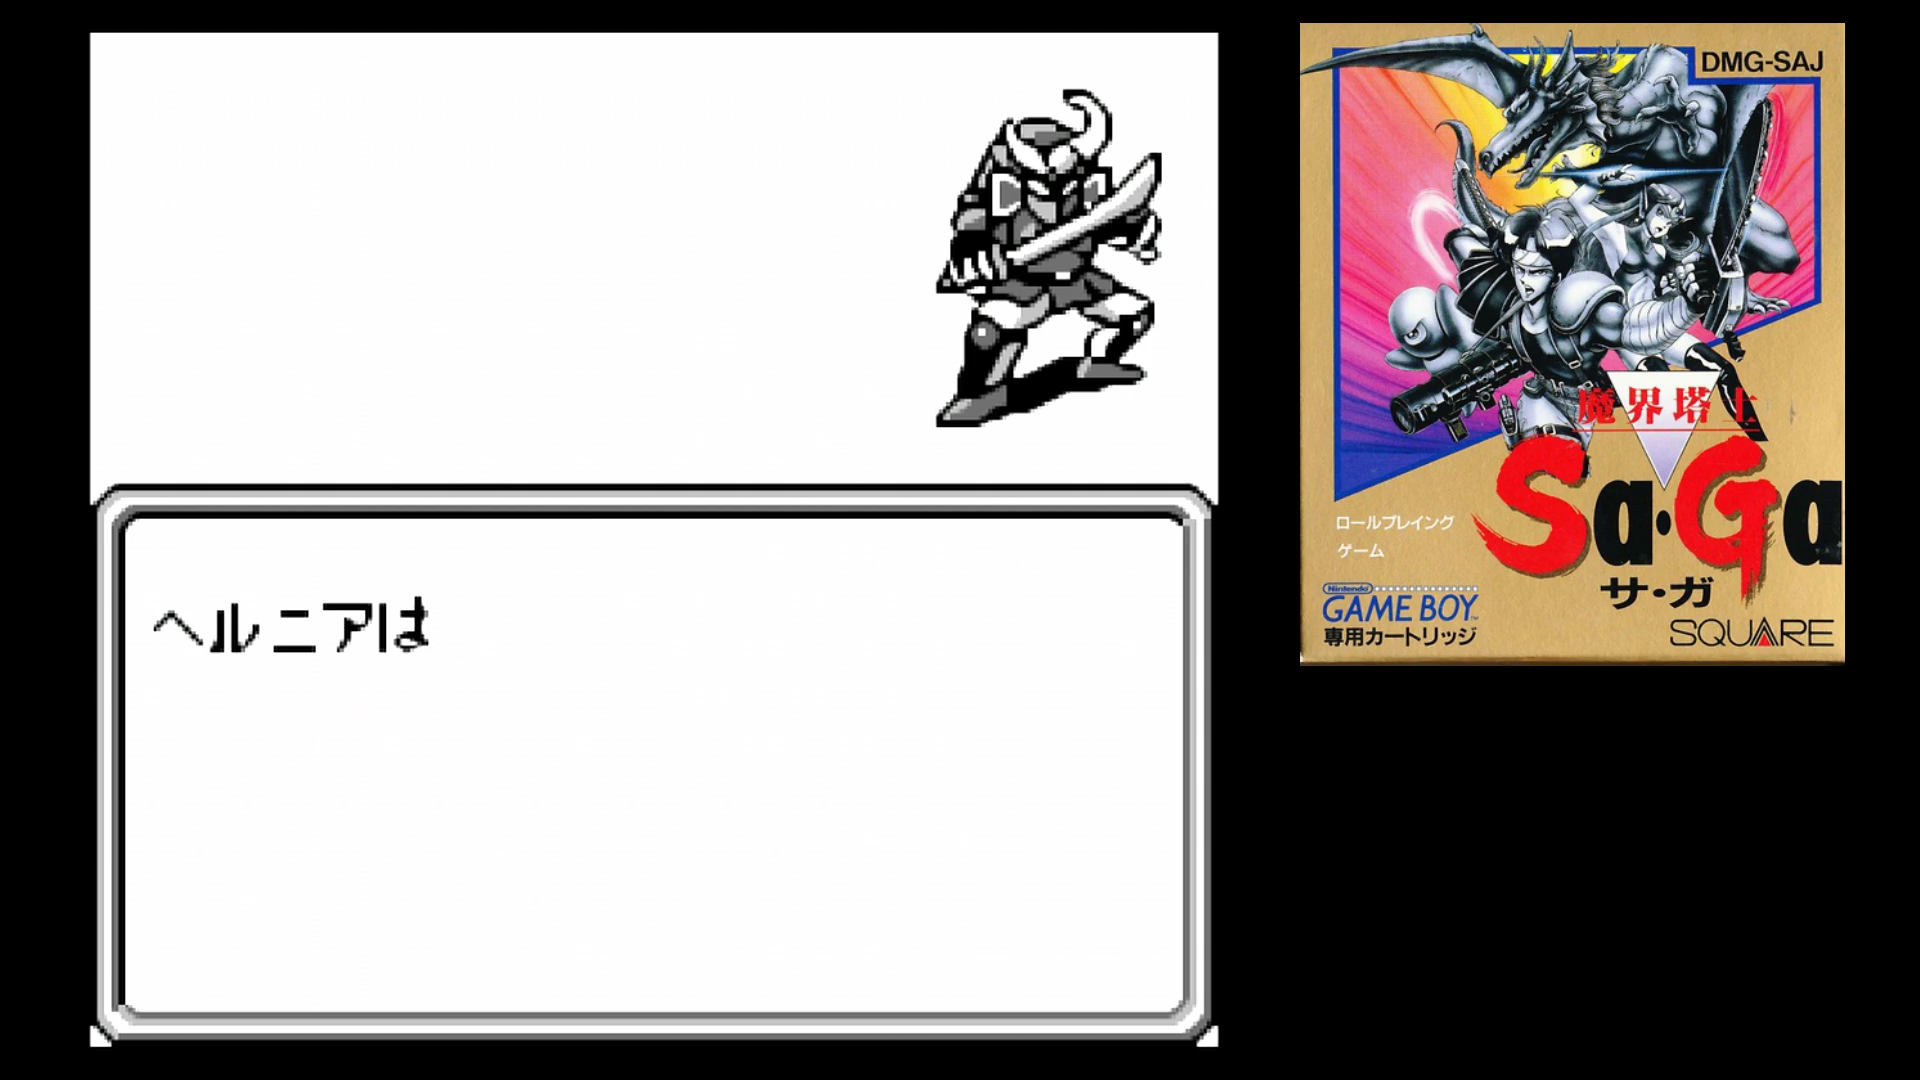 ヘルニアは
DMG-SAJ
魔界塔士
Sa・Ga
サ・ガ
ロールプレイング
ゲーム
Nintendo
GAME BOY™
専用カートリッジ
SQUARE